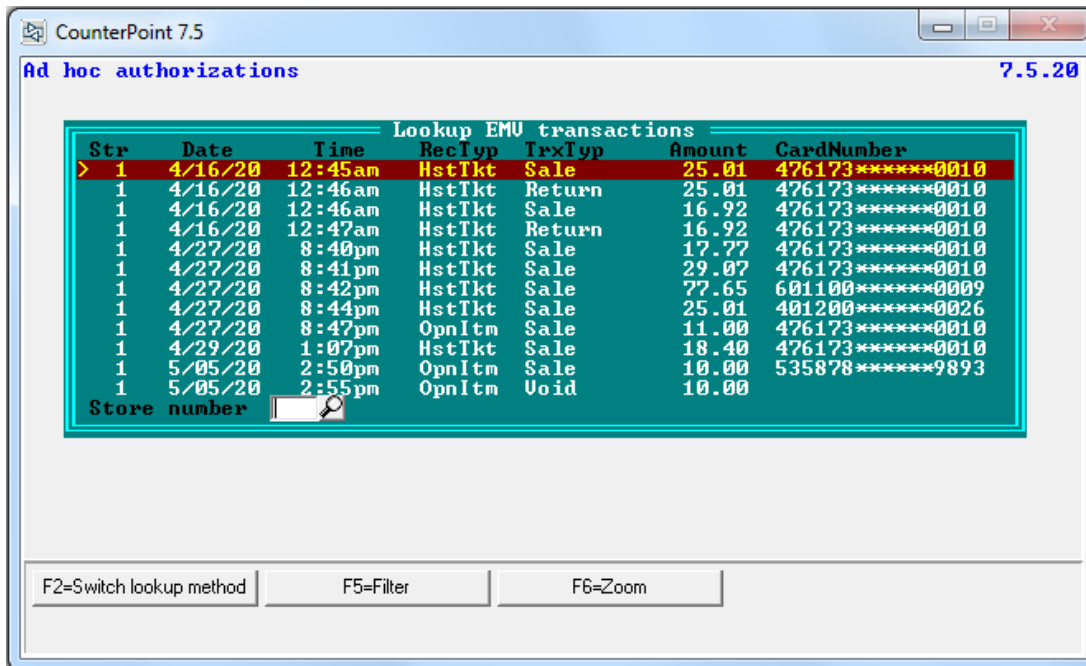 CounterPoint 7.5
Ad hoc authorizations 7.5.20
Lookup EMV transactions
Str Date Time RecTyp TrxTyp Amount CardNumber
> 1 4/16/20 12:45am HstTkt Sale 25.01 476173******0010
1 4/16/20 12:46am HstTkt Return 25.01 476173******0010
1 4/16/20 12:46am HstTkt Sale 16.92 476173******0010
1 4/16/20 12:47am HstTkt Return 16.92 476173******0010
1 4/27/20 8:40pm HstTkt Sale 17.77 476173******0010
1 4/27/20 8:41pm HstTkt Sale 29.07 476173******0010
1 4/27/20 8:42pm HstTkt Sale 77.65 601100******0009
1 4/27/20 8:44pm HstTkt Sale 25.01 401200******0026
1 4/27/20 8:47pm OpnItm Sale 11.00 476173******0010
1 4/29/20 1:07pm HstTkt Sale 18.40 476173******0010
1 5/05/20 2:50pm OpnItm Sale 10.00 535878******9893
1 5/05/20 2:55pm OpnItm Void 10.00
Store number
F2=Switch lookup method F5=Filter F6=Zoom